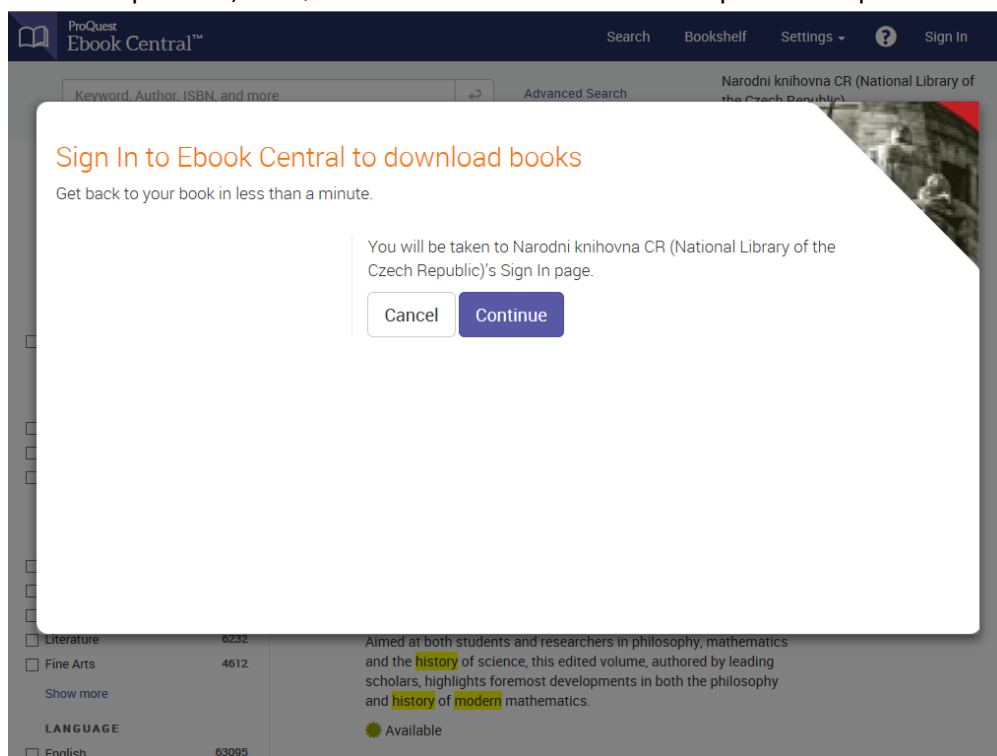 ProQuest
Ebook Central™
Search Bookshelf Settings Sign In
Keyword, Author, ISBN, and more
Advanced Search
Narodni knihovna CR (National Library of
the Czech Republic)
Sign In to Ebook Central to download books
Get back to your book in less than a minute.
You will be taken to Narodni knihovna CR (National Library of the
Czech Republic)'s Sign In page.
Cancel Continue
Literature 6232
Fine Arts 4612
Show more
LANGUAGE
English 63095
Aimed at both students and researchers in philosophy, mathematics
and the history of science, this edited volume, authored by leading
scholars, highlights foremost developments in both the philosophy
and history of modern mathematics.
Available